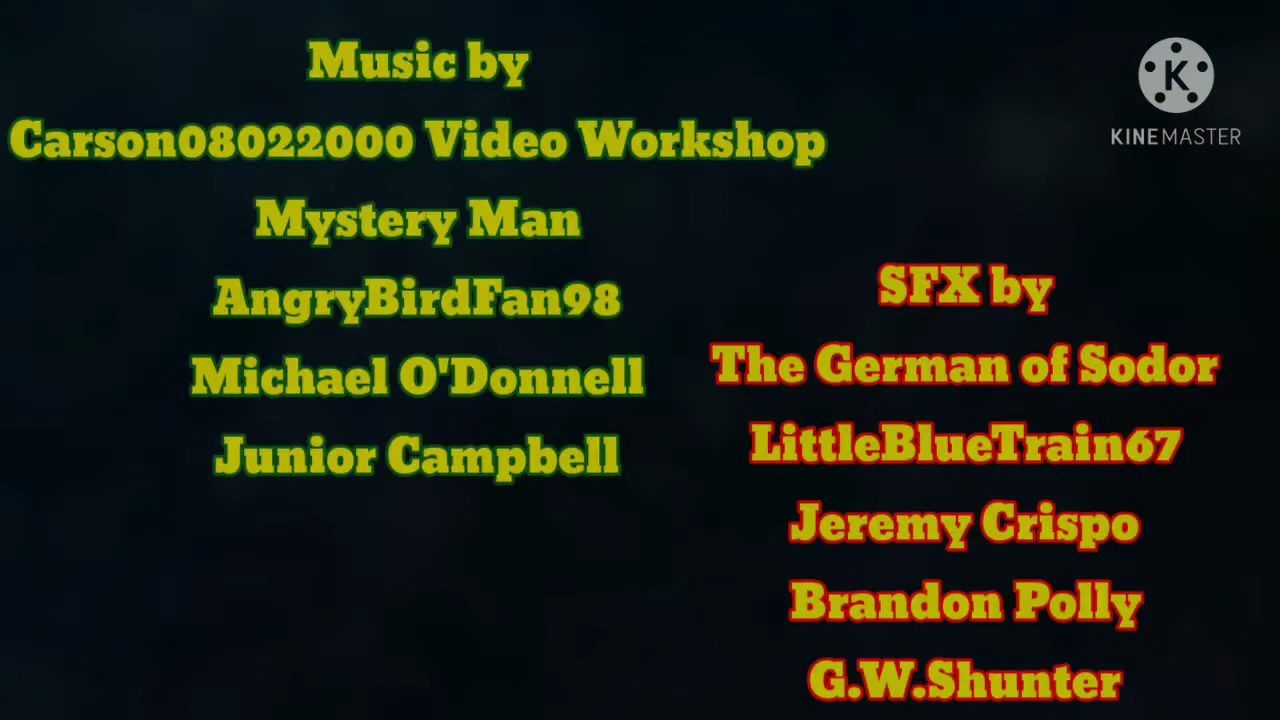 Music by
Carson08022000 Video Workshop
Mystery Man
AngryBirdFan98
Michael O'Donnell
Junior Campbell
SFX by
The German of Sodor
LittleBlueTrain67
Jeremy Crispo
Brandon Polly
G.W.Shunter
K
KINEMASTER